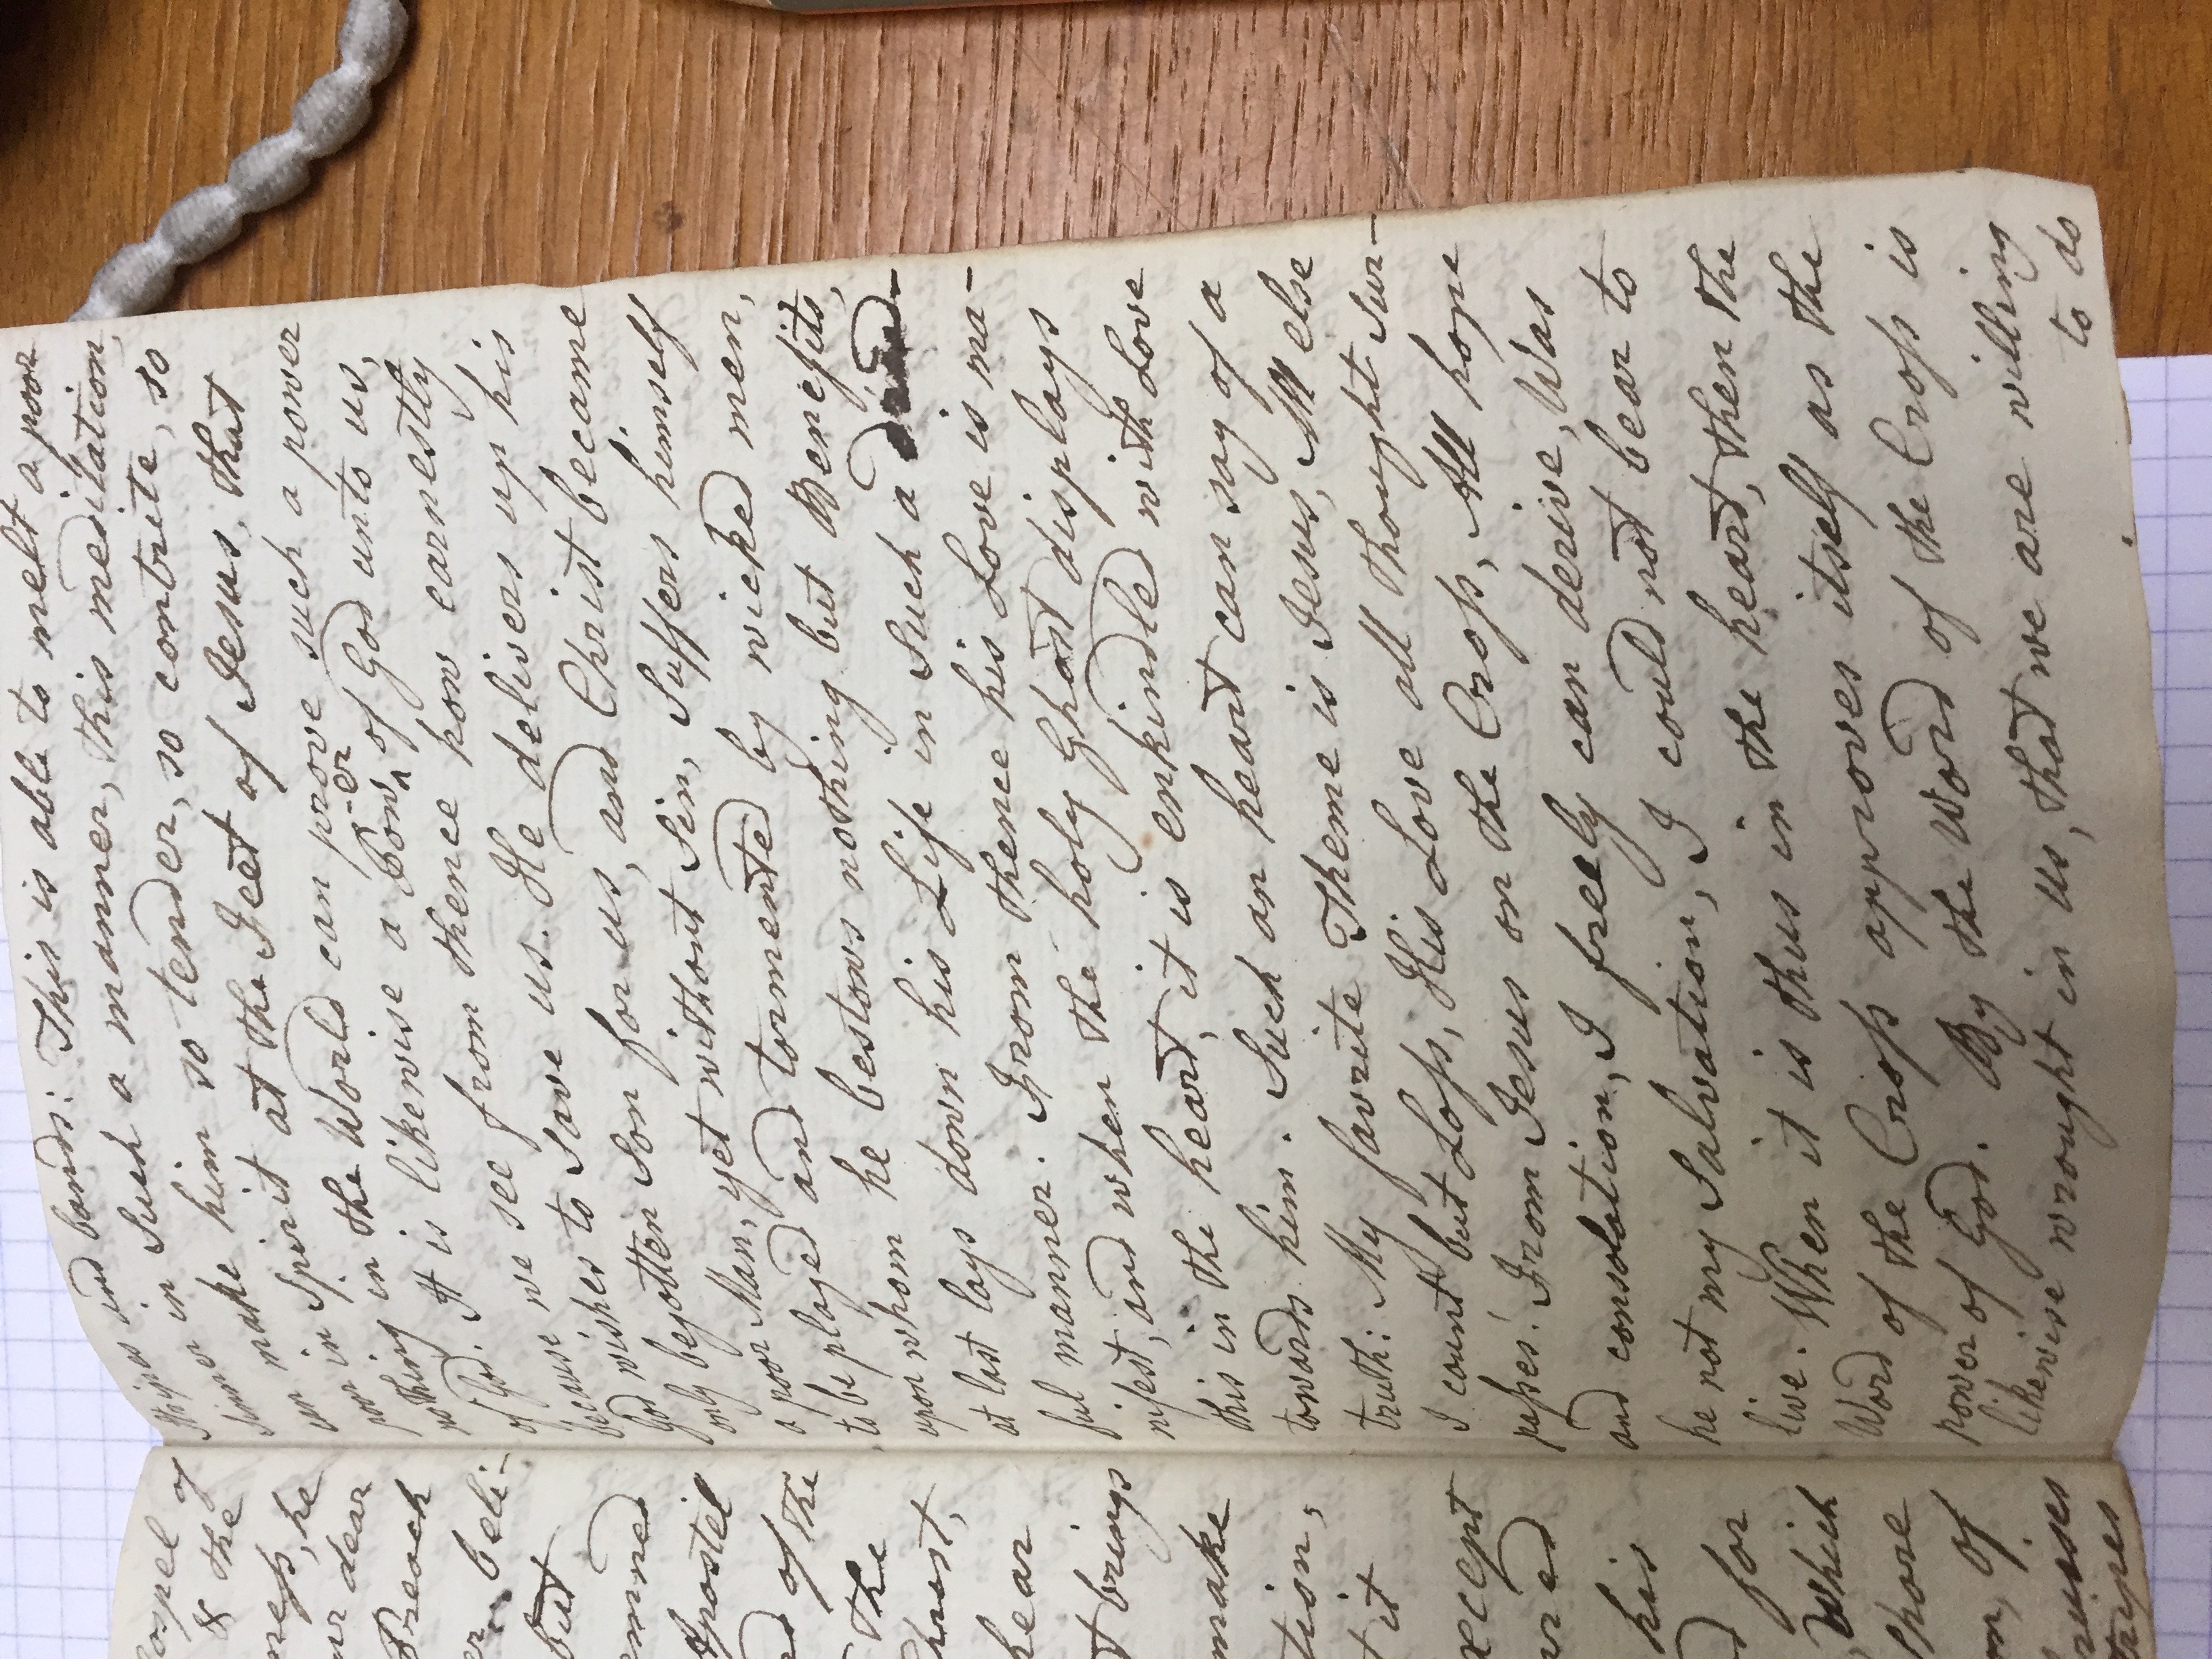 ospel of
& the
ness, he
ur dear
Preach
er beli-
but
emned
Apostel
ed of the
the
Christ,
hear
t brings
make
tion,
t it
except
red
his
d for
, which
share
on, of
bruises
tripes
stripes and bands: This is able to melt a poor
Sinner in Such a manner, this meditation,
can make him so tender, so contrite, so
poor in Spirit at the Feet of Jesus, that
nothing in the World can prove such a power
of God. It is likewise a Pow^-er of God unto us,
because we see from thence how earnestly
God wishes to Save us. He delivers up his
only begotten Son for us, and Christ became
a poor Man, yet without Sin, Suffers himself
to be plaged and tormented by wicked men,
upon whom he bestows nothing but Benefits,
at last lays down his Life in Such a dread-
ful manner. From thence his Love is ma-
nifest, and when the holy Ghost displays
this in the heart, it is enkindled with Love
towards him. Such an heart can say of a
truth: My favrite Theme is Jesus, All else
I count but Loſs, His Love all thought Sur-
paſses! From Jesus on the Croſs, All hope
and consolation, I freely can derive, Was
he not my Salvation, I could not bear to
live. When it is thus in the heart, then the
Word of the Croſs approves itself as the
power of God. By the Word of the Croſs is
likewise wrought in us, that we are willing
to do